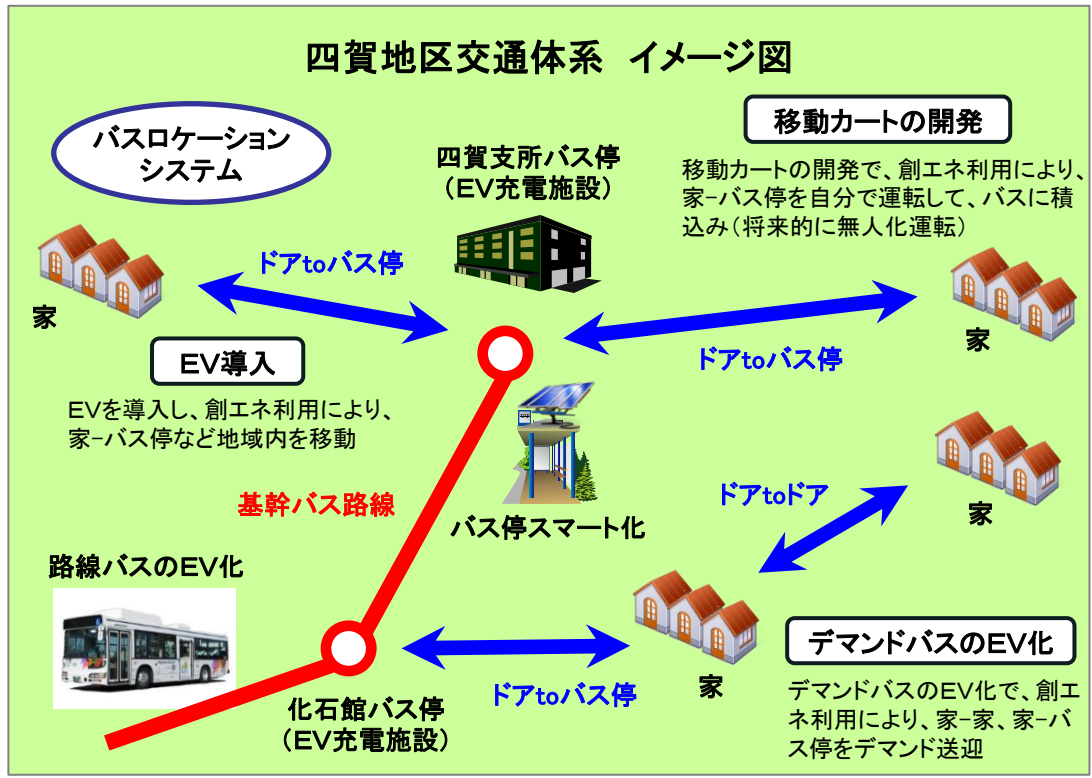 四賀地区交通体系 イメージ図
バスロケーション
システム
四賀支所バス停
（EV充電施設）
移動カートの開発
移動カートの開発で、創エネ利用により、
家-バス停を自分で運転して、バスに積
込み（将来的に無人化運転）
ドアtoバス停
家
ドアtoバス停
家
EV導入
EVを導入し、創エネ利用により、
家-バス停など地域内を移動
基幹バス路線
バス停スマート化
ドアtoドア
家
路線バスのEV化
化石館バス停
（EV充電施設）
ドアtoバス停
家
デマンドバスのEV化
デマンドバスのEV化で、創エ
ネ利用により、家-家、家-バ
ス停をデマンド送迎